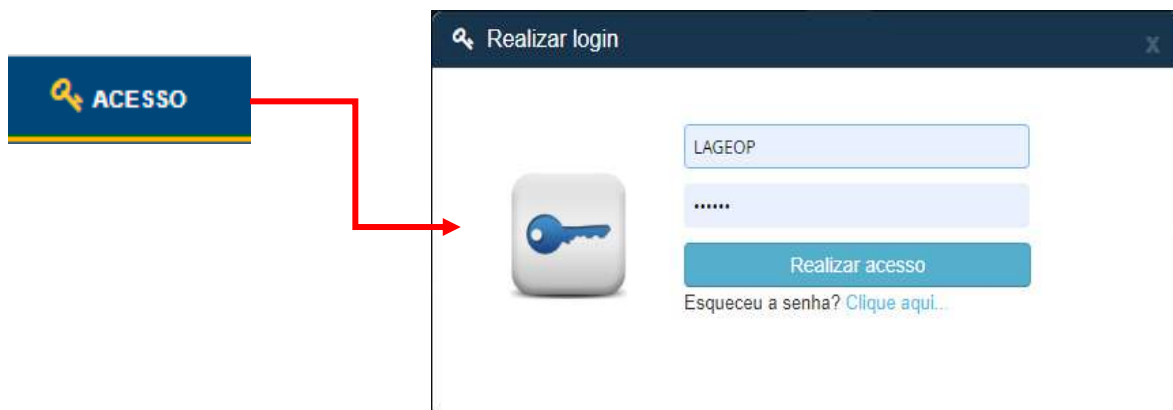 ACESSO
Realizar login
x
LAGEOP
••••••
Realizar acesso
Esqueceu a senha? Clique aqui...